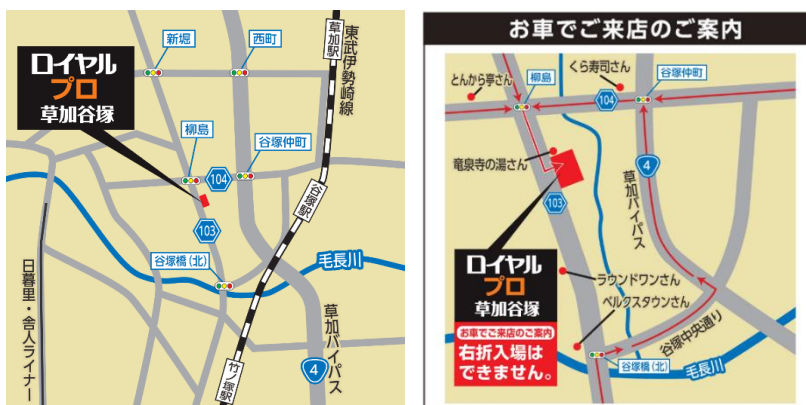 新堀
西町
草加駅
東武伊勢崎線
ロイヤル
プロ
草加谷塚
柳島
谷塚仲町
104
谷塚駅
103
谷塚橋(北)
毛長川
日暮里・舎人ライナー
竹ノ塚駅
草加バイパス
4
お車でご来店のご案内
とんから亭さん
柳島
くら寿司さん
谷塚仲町
104
竜泉寺の湯さん
4
草加バイパス
103
ロイヤル
プロ
草加谷塚
お車でご来店のご案内
右折入場は
できません。
ラウンドワンさん
ベルクスタウンさん
谷塚中央通り
谷塚橋(北)
毛長川